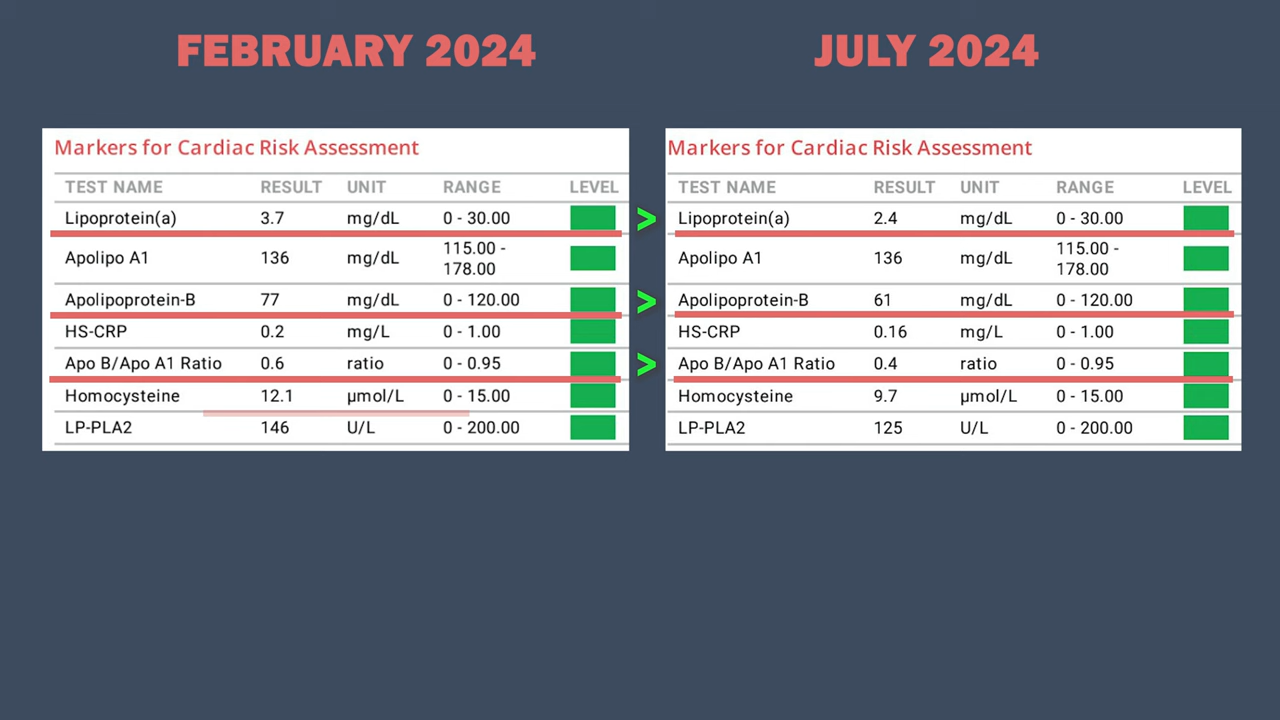 FEBRUARY 2024
JULY 2024
Markers for Cardiac Risk Assessment
TEST NAME RESULT UNIT RANGE LEVEL
Lipoprotein(a) 3.7 mg/dL 0 - 30.00
Apolipo A1 136 mg/dL 115.00 - 178.00
Apolipoprotein-B 77 mg/dL 0 - 120.00
HS-CRP 0.2 mg/L 0 - 1.00
Apo B/Apo A1 Ratio 0.6 ratio 0 - 0.95
Homocysteine 12.1 µmol/L 0 - 15.00
LP-PLA2 146 U/L 0 - 200.00
>
>
>
Markers for Cardiac Risk Assessment
TEST NAME RESULT UNIT RANGE LEVEL
Lipoprotein(a) 2.4 mg/dL 0 - 30.00
Apolipo A1 136 mg/dL 115.00 - 178.00
Apolipoprotein-B 61 mg/dL 0 - 120.00
HS-CRP 0.16 mg/L 0 - 1.00
Apo B/Apo A1 Ratio 0.4 ratio 0 - 0.95
Homocysteine 9.7 µmol/L 0 - 15.00
LP-PLA2 125 U/L 0 - 200.00